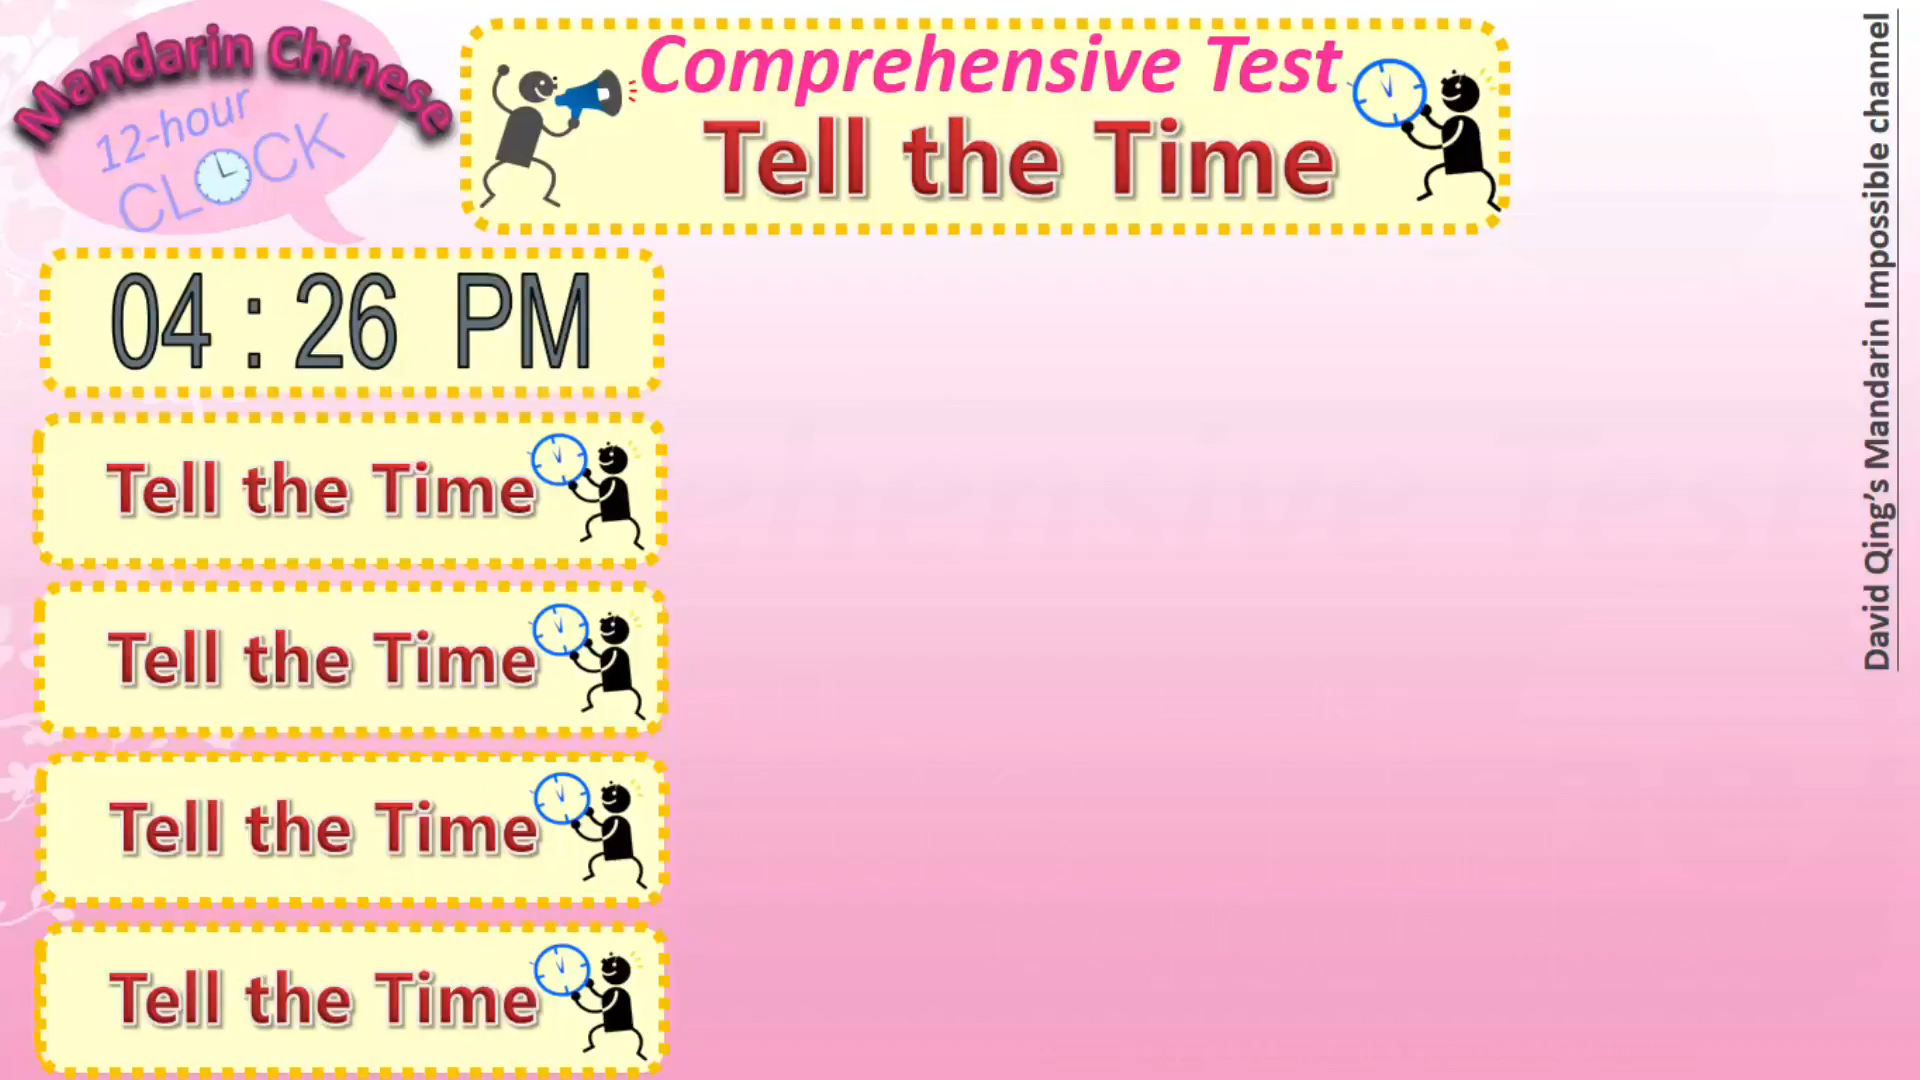 Mandarin Chinese
12-hour
CLOCK
Comprehensive Test
Tell the Time
04 : 26 PM
Tell the Time
Tell the Time
Tell the Time
Tell the Time
David Qing's Mandarin Impossible channel